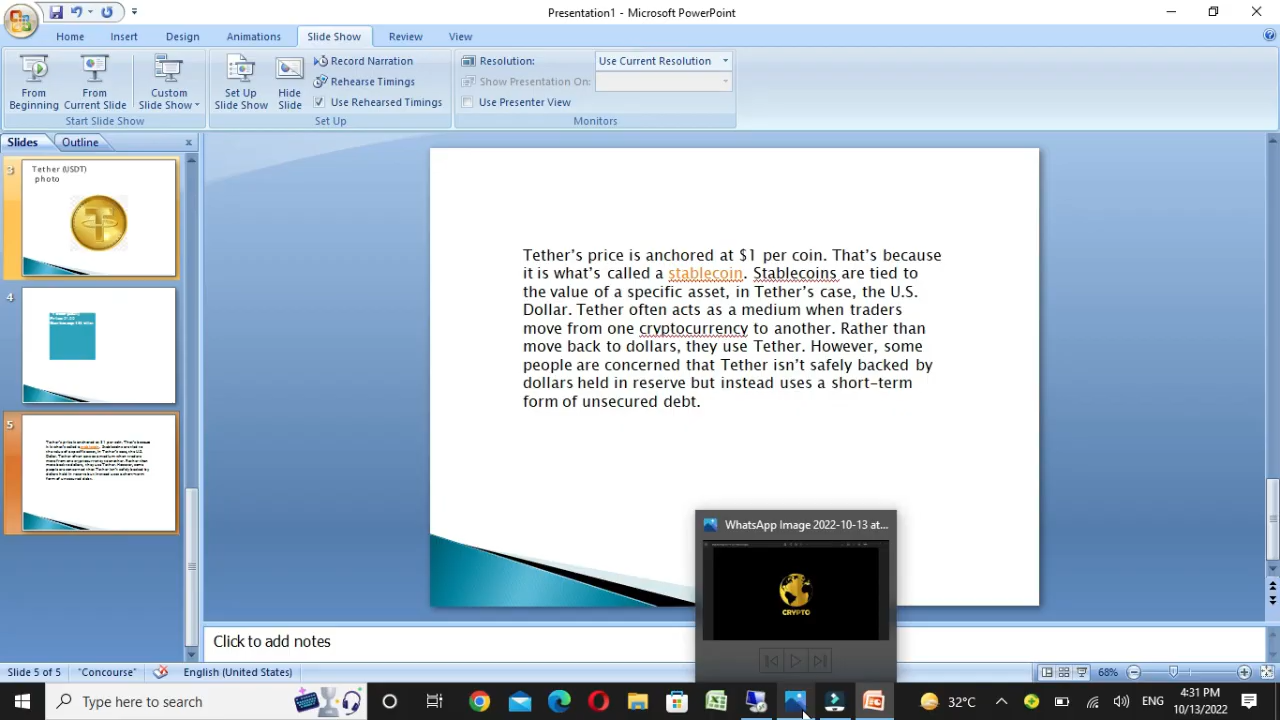 Presentation1 - Microsoft PowerPoint
Home Insert Design Animations Slide Show Review View
From Beginning
From Current Slide
Custom Slide Show
Start Slide Show
Set Up Slide Show
Hide Slide
Record Narration
Rehearse Timings
Use Rehearsed Timings
Set Up
Resolution: Use Current Resolution
Show Presentation On:
Use Presenter View
Monitors
Slides Outline
3
Tether (USDT)
photo
4
5
Tether's price is anchored at $1 per coin. That's because
it is what's called a stablecoin. Stablecoins are tied to
the value of a specific asset, in Tether's case, the U.S.
Dollar. Tether often acts as a medium when traders
move from one cryptocurrency to another. Rather than
move back to dollars, they use Tether. However, some
people are concerned that Tether isn't safely backed by
dollars held in reserve but instead uses a short-term
form of unsecured debt.
WhatsApp Image 2022-10-13 at...
CRYPTO
Click to add notes
Slide 5 of 5 "Concourse" English (United States) 68%
Type here to search
32°C
ENG
4:31 PM
10/13/2022